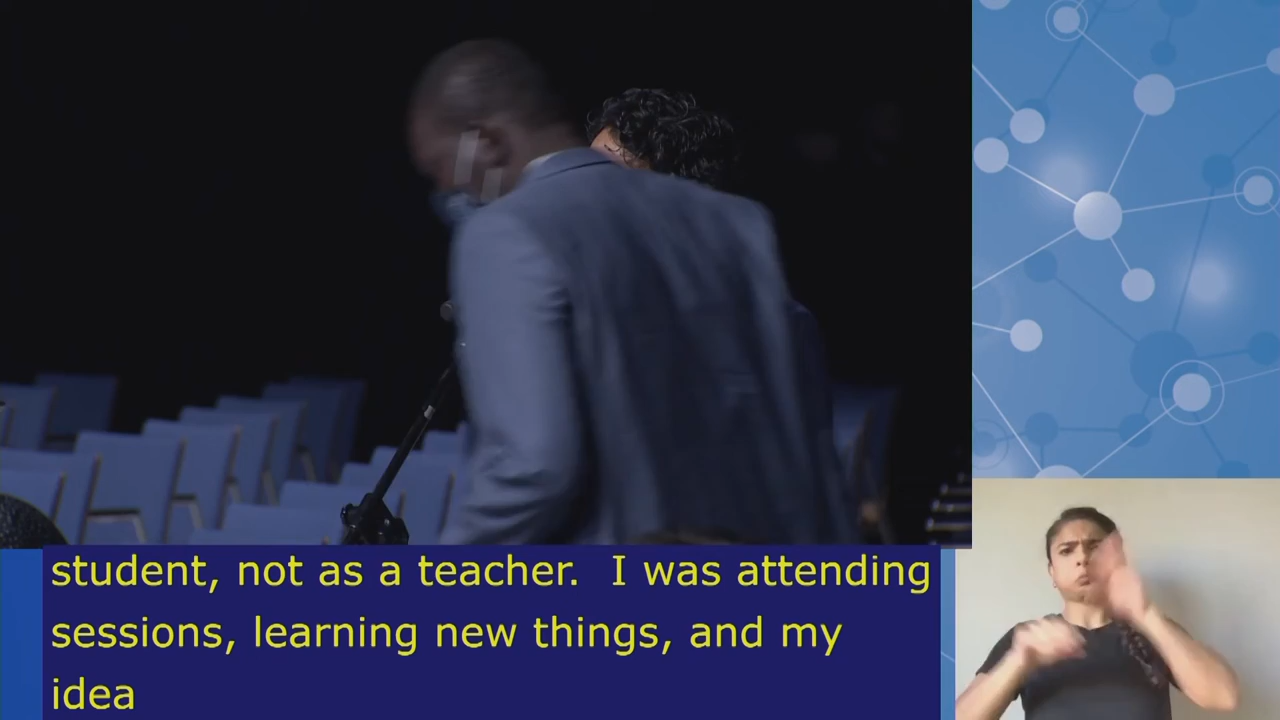 student, not as a teacher.  I was attending
sessions, learning new things, and my
idea